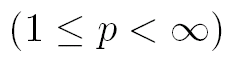 (1 ≤ p < ∞)